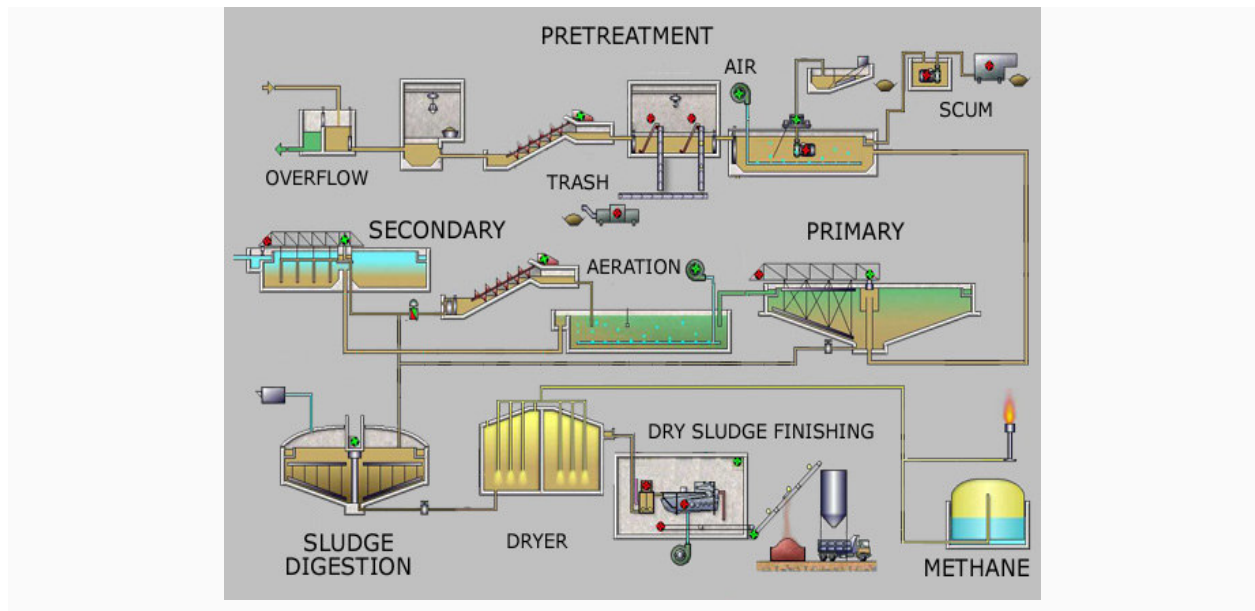 PRETREATMENT
AIR
SCUM
OVERFLOW
TRASH
SECONDARY
PRIMARY
AERATION
DRY SLUDGE FINISHING
SLUDGE
DIGESTION
DRYER
METHANE